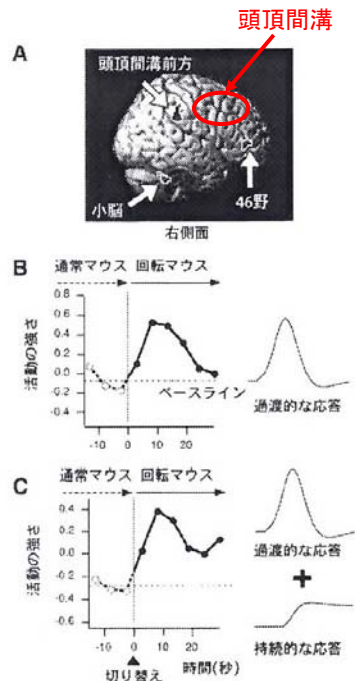 頭頂間溝
A
頭頂間溝前方
小脳
46野
右側面
B
通常マウス 回転マウス
0.8
0.6
0.4
0.2
0.0
-0.2
-0.4
活動の強さ
ベースライン
-10 0 10 20
過渡的な応答
C
通常マウス 回転マウス
0.4
0.2
0.0
-0.2
-0.4
-0.6
活動の強さ
-10 0 10 20
切り替え
時間(秒)
過渡的な応答
+
持続的な応答